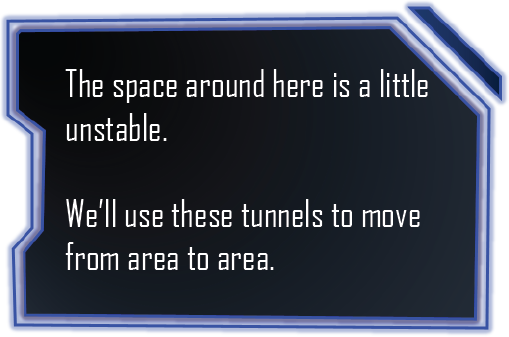 The space around here is a little
unstable.
We'll use these tunnels to move
from area to area.